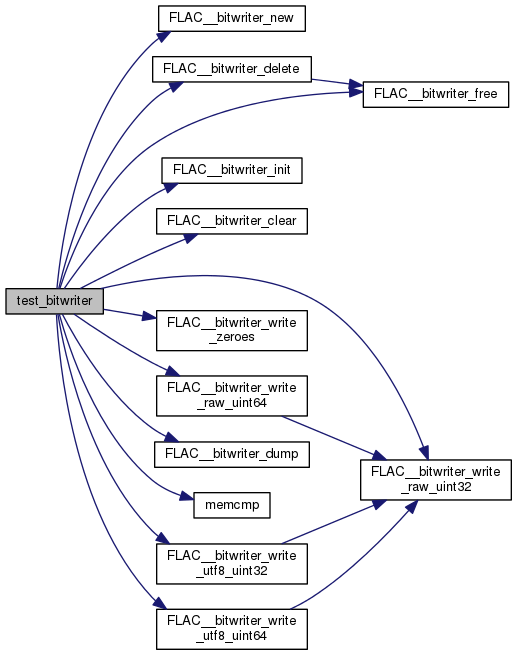 FLAC__bitwriter_new
FLAC__bitwriter_delete
FLAC__bitwriter_free
FLAC__bitwriter_init
FLAC__bitwriter_clear
test_bitwriter
FLAC__bitwriter_write
_zeroes
FLAC__bitwriter_write
_raw_uint64
FLAC__bitwriter_dump
FLAC__bitwriter_write
_raw_uint32
memcmp
FLAC__bitwriter_write
_utf8_uint32
FLAC__bitwriter_write
_utf8_uint64